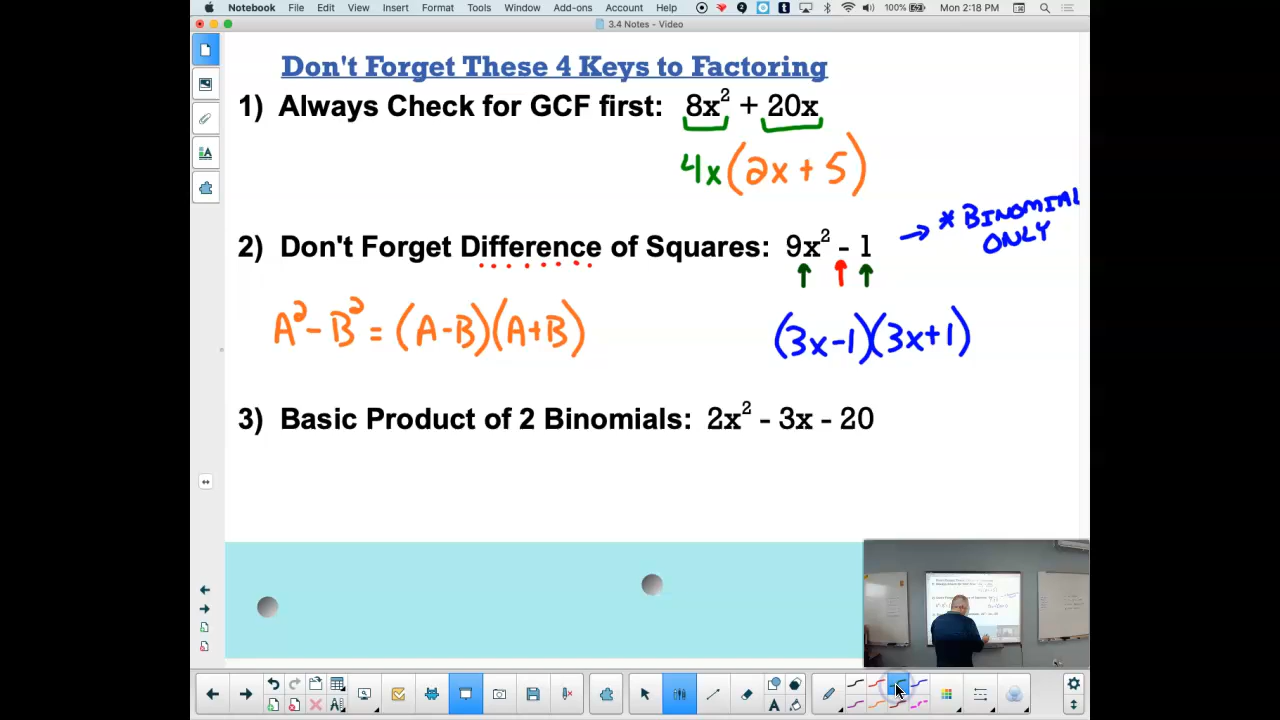 Notebook File Edit View Insert Format Tools Window Add-ons Account Help 100% Mon 2:18 PM
3.4 Notes - Video
Don't Forget These 4 Keys to Factoring
1) Always Check for GCF first: 8x² + 20x
4x(2x + 5)
→ * BINOMIAL
ONLY
2) Don't Forget Difference of Squares: 9x² - 1
A² - B² = (A-B)(A+B)
(3x-1)(3x+1)
3) Basic Product of 2 Binomials: 2x² - 3x - 20